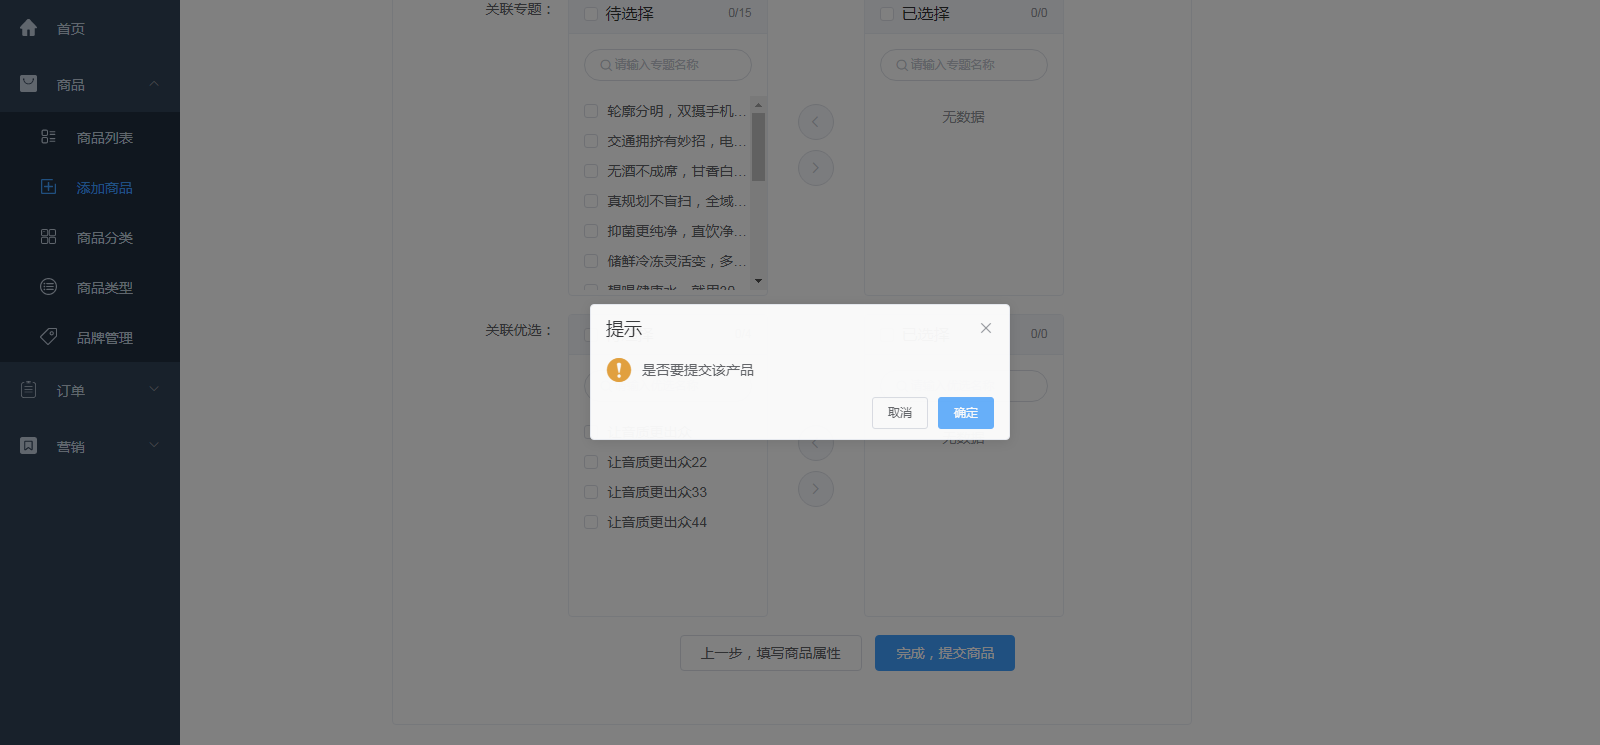 首页
商品
商品列表
添加商品
商品分类
商品类型
品牌管理
订单
营销
关联专题：
待选择 0/15
请输入专题名称
轮廓分明，双摄手机...
交通拥挤有妙招，电...
无酒不成席，甘香白...
真规划不盲扫，全域...
抑菌更纯净，直饮净...
储鲜冷冻灵活变，多...
已选择 0/0
请输入专题名称
无数据
关联优选：
0/0
提示
是否要提交该产品
取消
确定
无数据
让音质更出众22
让音质更出众33
让音质更出众44
上一步，填写商品属性
完成，提交商品